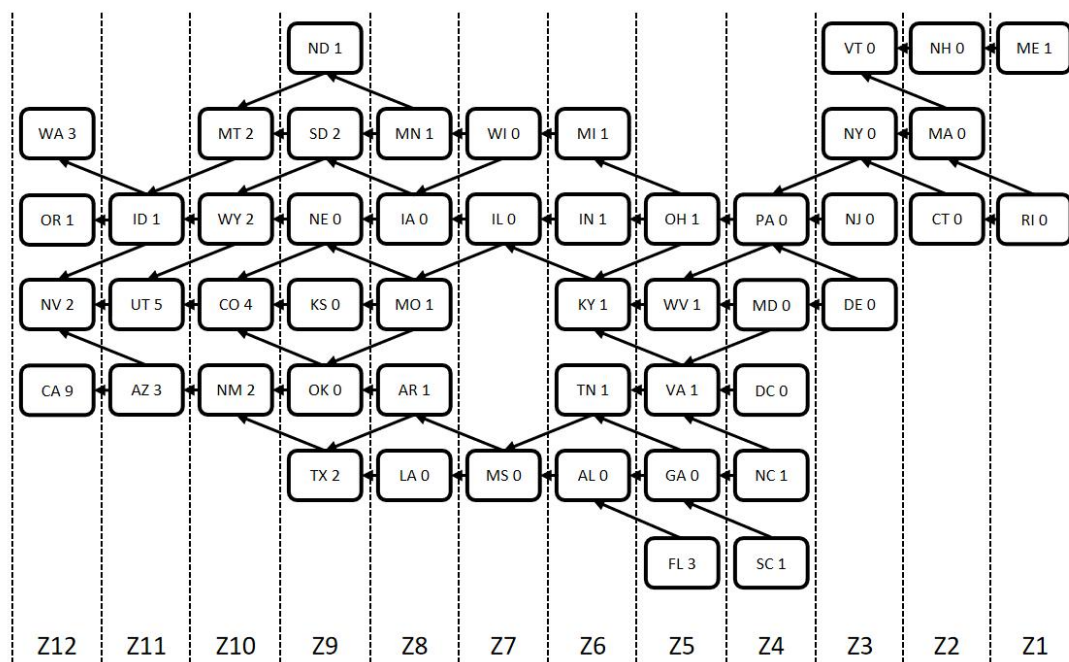 ND 1 VT 0 NH 0 ME 1
WA 3 MT 2 SD 2 MN 1 WI 0 MI 1 NY 0 MA 0
OR 1 ID 1 WY 2 NE 0 IA 0 IL 0 IN 1 OH 1 PA 0 NJ 0 CT 0 RI 0
NV 2 UT 5 CO 4 KS 0 MO 1 KY 1 WV 1 MD 0 DE 0
CA 9 AZ 3 NM 2 OK 0 AR 1 TN 1 VA 1 DC 0
TX 2 LA 0 MS 0 AL 0 GA 0 NC 1
FL 3 SC 1
Z12 Z11 Z10 Z9 Z8 Z7 Z6 Z5 Z4 Z3 Z2 Z1